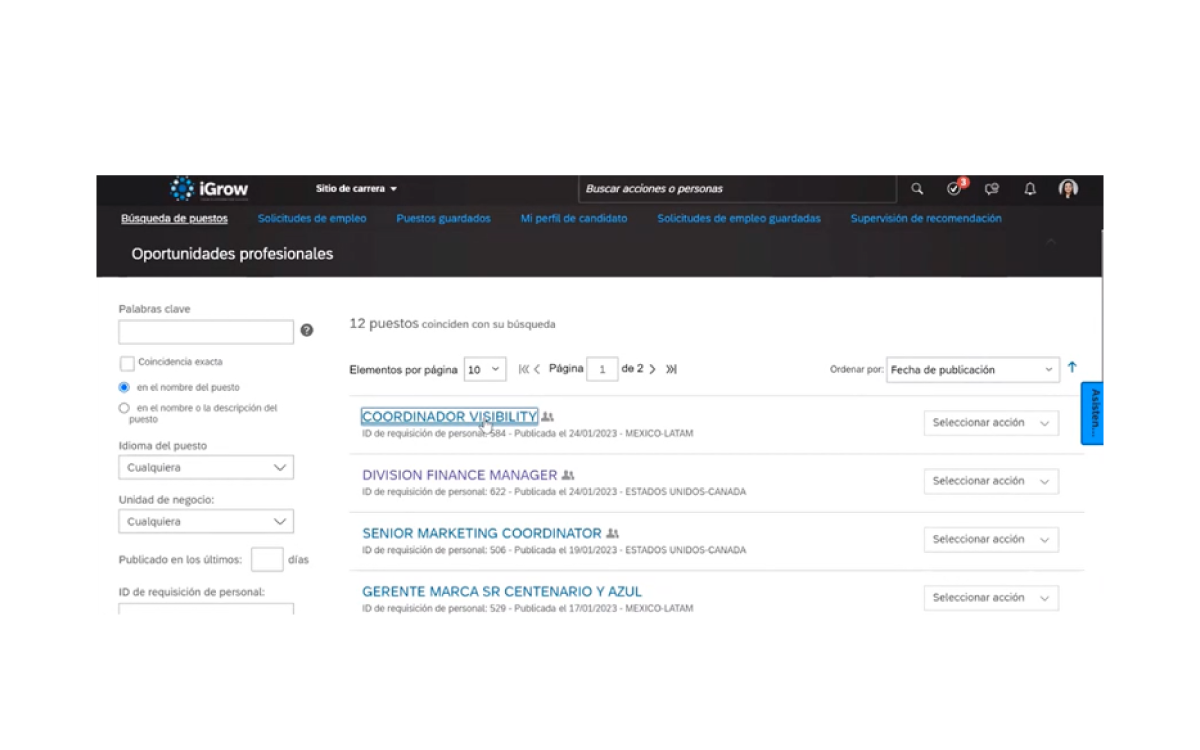 iGrow
Sitio de carrera
Buscar acciones o personas
3
Búsqueda de puestos
Solicitudes de empleo
Puestos guardados
Mi perfil de candidato
Solicitudes de empleo guardadas
Supervisión de recomendación
Oportunidades profesionales
Palabras clave
?
Coincidencia exacta
en el nombre del puesto
en el nombre o la descripción del
puesto
Idioma del puesto
Cualquiera
Unidad de negocio:
Cualquiera
Publicado en los últimos: días
ID de requisición de personal:
12 puestos coinciden con su búsqueda
Elementos por página 10 Página 1 de 2
Ordenar por: Fecha de publicación
COORDINADOR VISIBILITY
ID de requisición de personal: 584 - Publicada el 24/01/2023 - MEXICO-LATAM
Seleccionar acción
DIVISION FINANCE MANAGER
ID de requisición de personal: 622 - Publicada el 24/01/2023 - ESTADOS UNIDOS-CANADA
Seleccionar acción
SENIOR MARKETING COORDINATOR
ID de requisición de personal: 506 - Publicada el 19/01/2023 - ESTADOS UNIDOS-CANADA
Seleccionar acción
GERENTE MARCA SR CENTENARIO Y AZUL
ID de requisición de personal: 529 - Publicada el 17/01/2023 - MEXICO-LATAM
Seleccionar acción
Asisten...